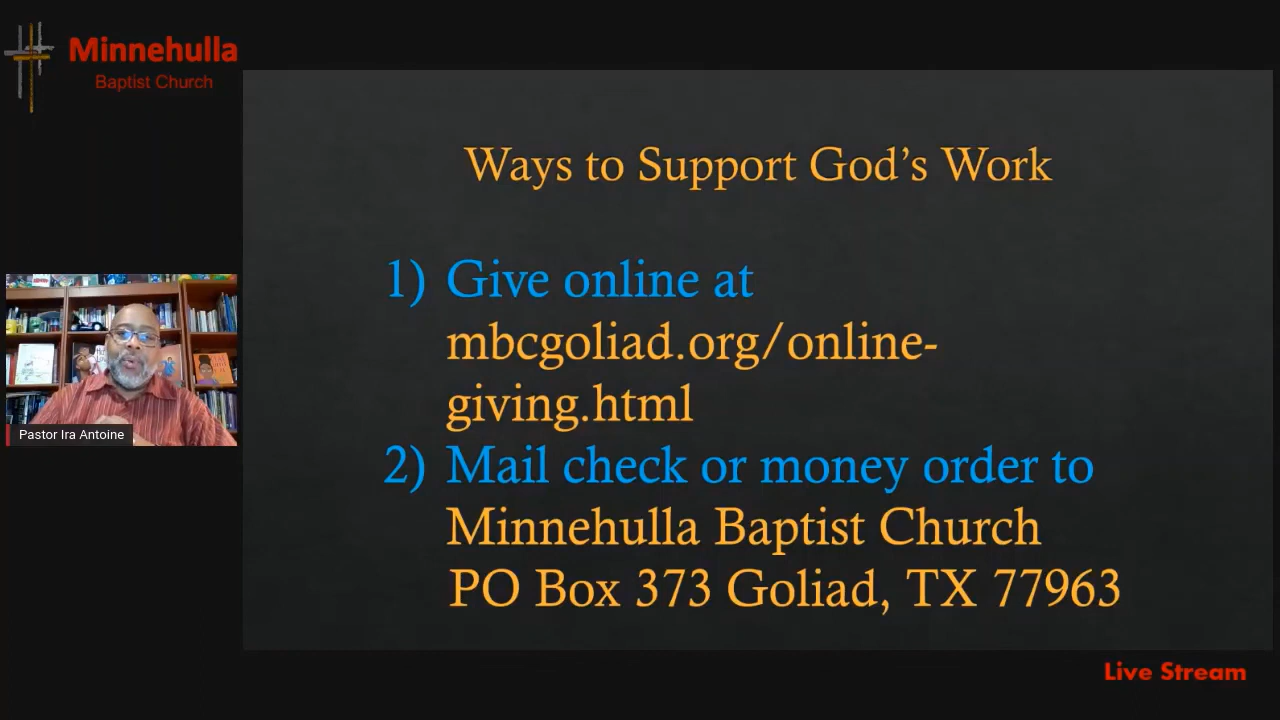 Minnehulla
Baptist Church
Ways to Support God's Work
1) Give online at
mbcgoliad.org/online-
giving.html
2) Mail check or money order to
Minnehulla Baptist Church
PO Box 373 Goliad, TX 77963
Pastor Ira Antoine
Live Stream